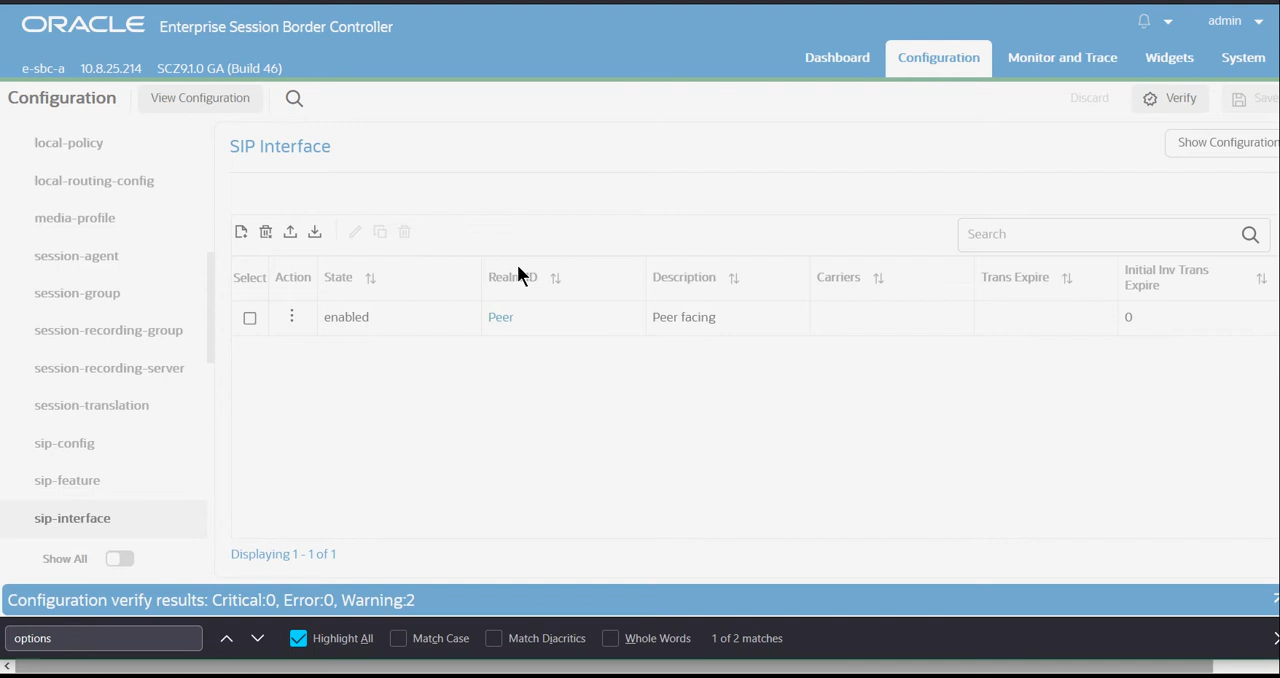 ORACLE Enterprise Session Border Controller
admin
e-sbc-a 10.8.25.214 SCZ9.1.0 GA (Build 46)
Dashboard Configuration Monitor and Trace Widgets System
Configuration View Configuration Discard Verify Save
local-policy
local-routing-config
media-profile
session-agent
session-group
session-recording-group
session-recording-server
session-translation
sip-config
sip-feature
sip-interface
Show All
SIP Interface Show Configuration
Search
Select Action State Realm ID Description Carriers Trans Expire Initial Inv Trans Expire
enabled Peer Peer facing 0
Displaying 1 - 1 of 1
Configuration verify results: Critical:0, Error:0, Warning:2
options Highlight All Match Case Match Diacritics Whole Words 1 of 2 matches